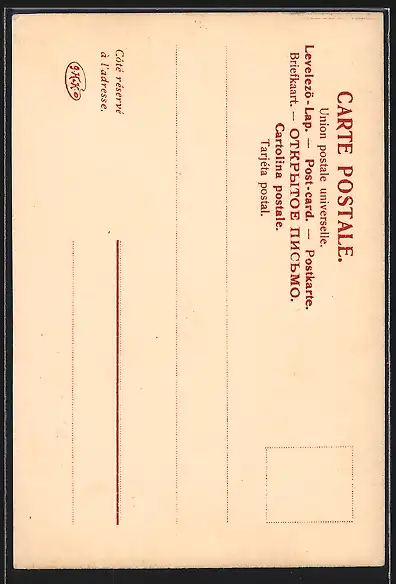 CARTE POSTALE.
Union postale universelle.
Levelező-Lap. — Post-card. — Postkarte.
Briefkaart. — ОТКРЫТОЕ ПИСЬМО.
Cartolina postale.
Tarjéta postal.
Côté réservé
à l'adresse.